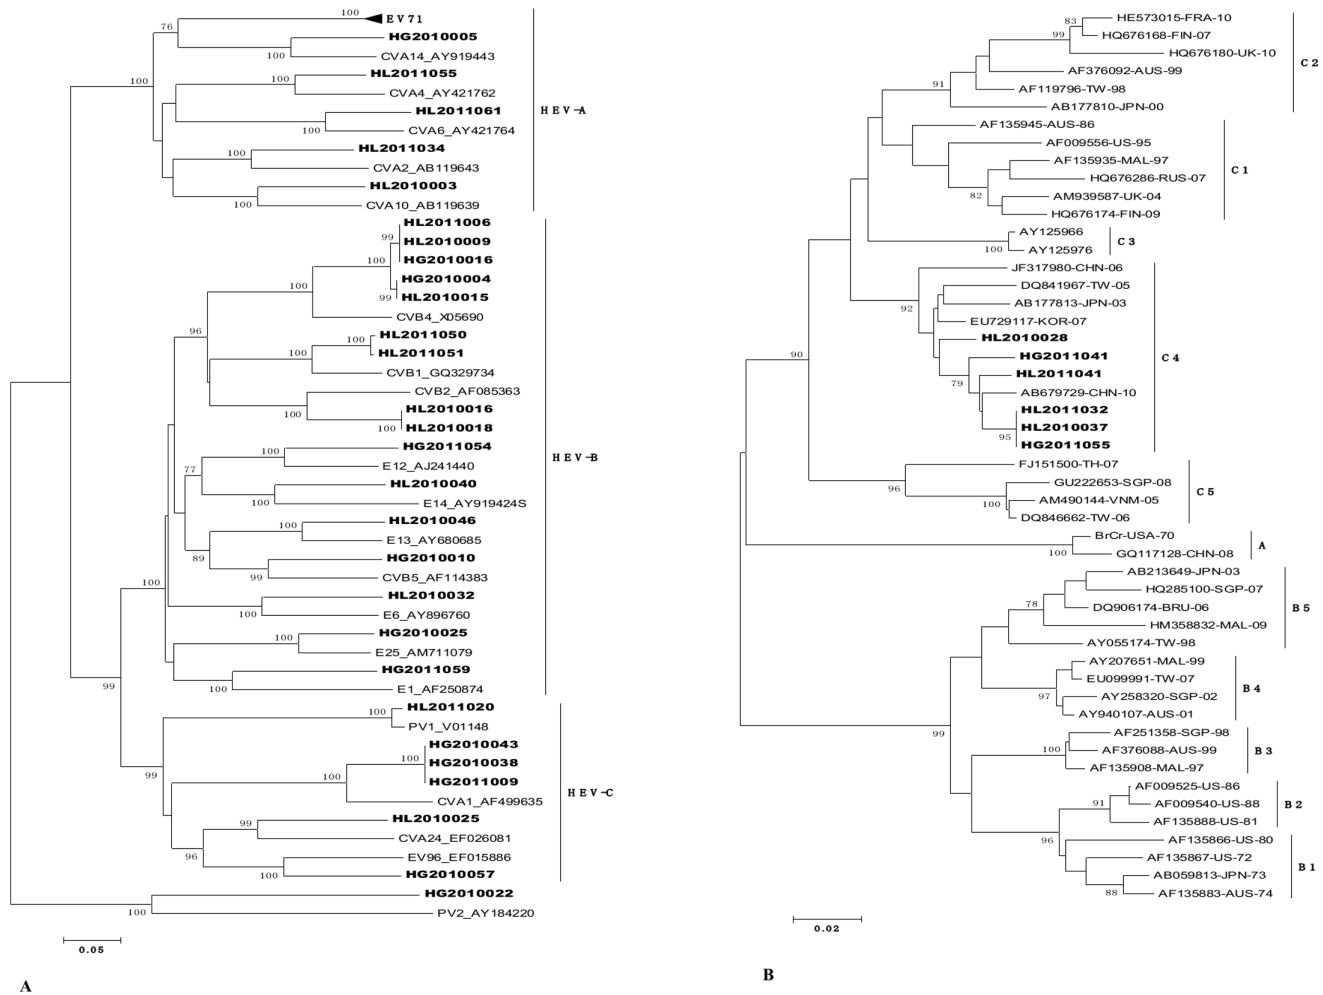 100
EV71
76
HG2010005
100
CVA14_AY919443
HL2011055
100
100
CVA4_AY421762
HEV-A
HL2011061
100
CVA6_AY421764
HL2011034
100
CVA2_AB119643
HL2010003
100
CVA10_AB119639
HL2011006
99
HL2010009
100
HG2010016
HG2010004
100
99
HL2010015
CVB4_X05690
96
HL2011050
100
100
HL2011051
CVB1_GQ329734
CVB2_AF085363
HL2010016
100
100
HL2010018
HG2011054
100
HEV-B
77
E12_AJ241440
HL2010040
100
E14_AY919424S
HL2010046
100
E13_AY680685
89
HG2010010
99
CVB5_AF114383
100
HL2010032
100
E6_AY896760
HG2010025
100
E25_AM711079
HG2011059
99
100
E1_AF250874
HL2011020
100
PV1_V01148
HG2010043
100
HG2010038
99
100
HG2011009
HEV-C
CVA1_AF499635
HL2010025
99
CVA24_EF026081
96
EV96_EF015886
100
HG2010057
HG2010022
100
PV2_AY184220
0.05
A
83
HE573015-FRA-10
99
HQ676168-FIN-07
HQ676180-UK-10
C2
AF376092-AUS-99
91
AF119796-TW-98
AB177810-JPN-00
AF135945-AUS-86
AF009556-US-95
AF135935-MAL-97
C1
HQ676286-RUS-07
82
AM939587-UK-04
HQ676174-FIN-09
AY125966
C3
100
AY125976
JF317980-CHN-06
DQ841967-TW-05
92
AB177813-JPN-03
EU729117-KOR-07
HL2010028
90
HG2011041
C4
79
HL2011041
AB679729-CHN-10
HL2011032
95
HL2010037
HG2011055
FJ151500-TH-07
96
GU222653-SGP-08
C5
100
AM490144-VNM-05
DQ846662-TW-06
BrCr-USA-70
A
100
GQ117128-CHN-08
AB213649-JPN-03
HQ285100-SGP-07
78
DQ906174-BRU-06
B5
HM358832-MAL-09
AY055174-TW-98
AY207651-MAL-99
EU099991-TW-07
B4
97
AY258320-SGP-02
AY940107-AUS-01
99
AF251358-SGP-98
100
AF376088-AUS-99
B3
AF135908-MAL-97
AF009525-US-86
91
AF009540-US-88
B2
AF135888-US-81
96
AF135866-US-80
AF135867-US-72
B1
AB059813-JPN-73
88
AF135883-AUS-74
0.02
B